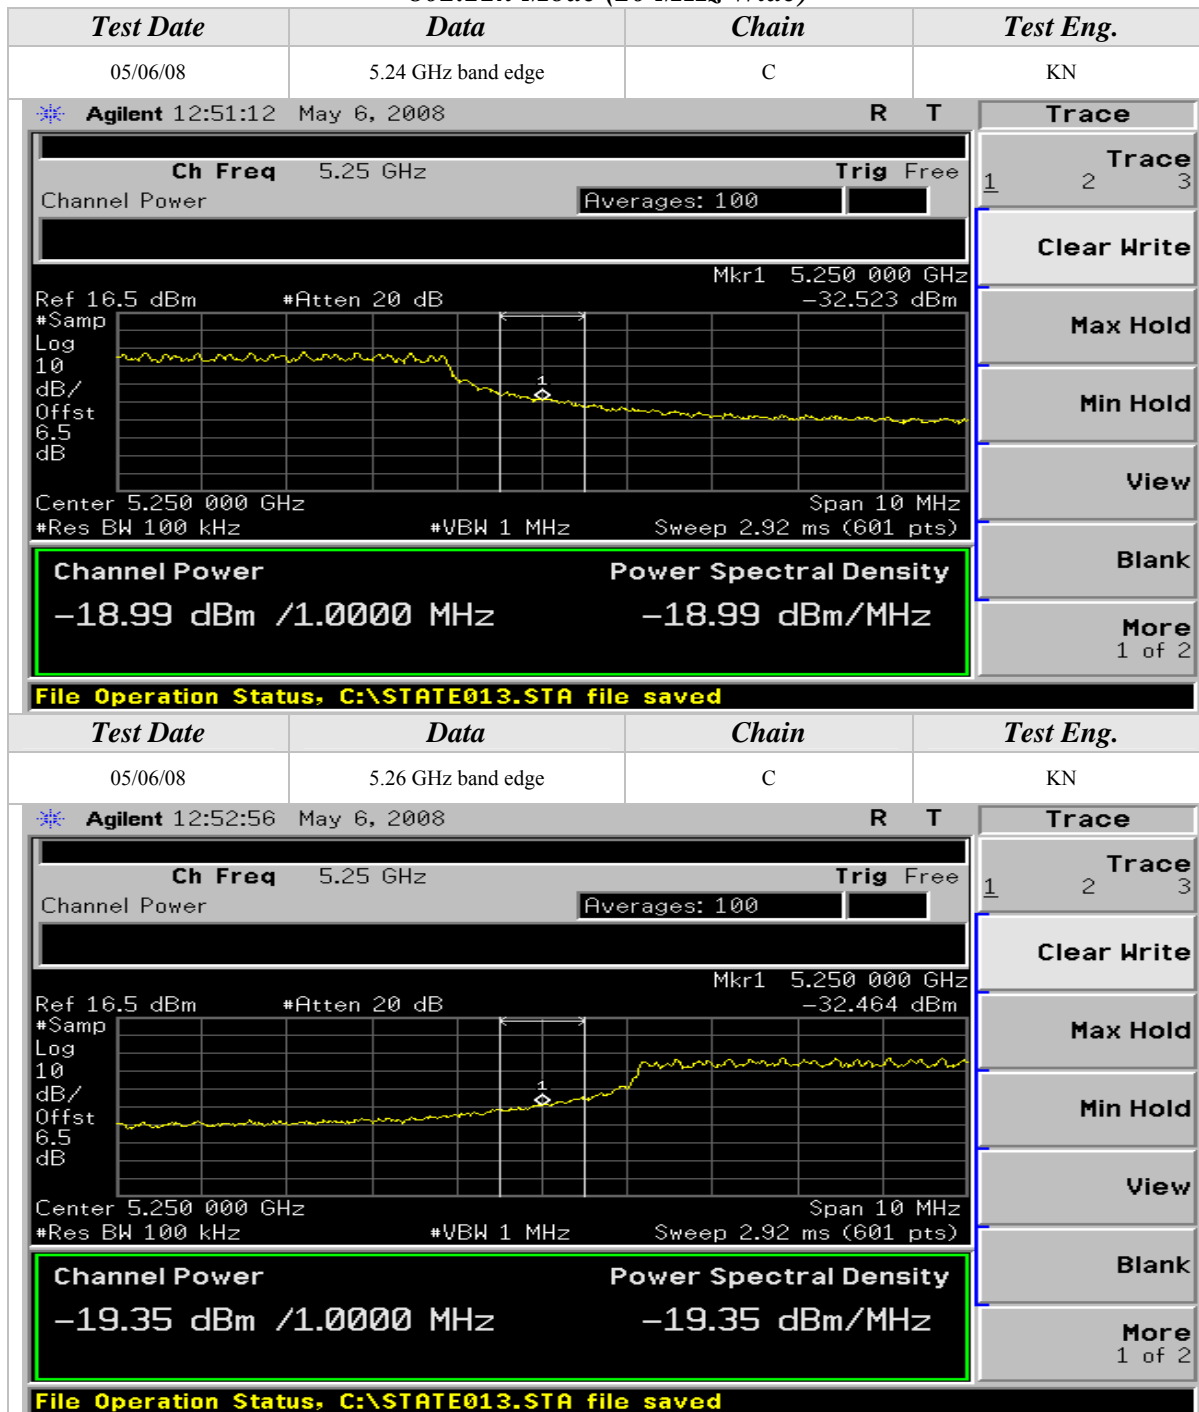 Test Date Data Chain Test Eng.
05/06/08 5.24 GHz band edge C KN
Agilent 12:51:12 May 6, 2008 R T
Trace
Ch Freq 5.25 GHz Trig Free
Channel Power Averages: 100
Trace
1 2 3
Clear Write
Mkr1 5.250 000 GHz
Ref 16.5 dBm #Atten 20 dB -32.523 dBm
#Samp
Log
10
dB/
Offst
6.5
dB
1
Max Hold
Min Hold
View
Center 5.250 000 GHz Span 10 MHz
#Res BW 100 kHz #VBW 1 MHz Sweep 2.92 ms (601 pts)
Blank
Channel Power Power Spectral Density
-18.99 dBm /1.0000 MHz -18.99 dBm/MHz
More
1 of 2
File Operation Status, C:\STATE013.STA file saved
Test Date Data Chain Test Eng.
05/06/08 5.26 GHz band edge C KN
Agilent 12:52:56 May 6, 2008 R T
Trace
Ch Freq 5.25 GHz Trig Free
Channel Power Averages: 100
Trace
1 2 3
Clear Write
Mkr1 5.250 000 GHz
Ref 16.5 dBm #Atten 20 dB -32.464 dBm
#Samp
Log
10
dB/
Offst
6.5
dB
1
Max Hold
Min Hold
View
Center 5.250 000 GHz Span 10 MHz
#Res BW 100 kHz #VBW 1 MHz Sweep 2.92 ms (601 pts)
Blank
Channel Power Power Spectral Density
-19.35 dBm /1.0000 MHz -19.35 dBm/MHz
More
1 of 2
File Operation Status, C:\STATE013.STA file saved